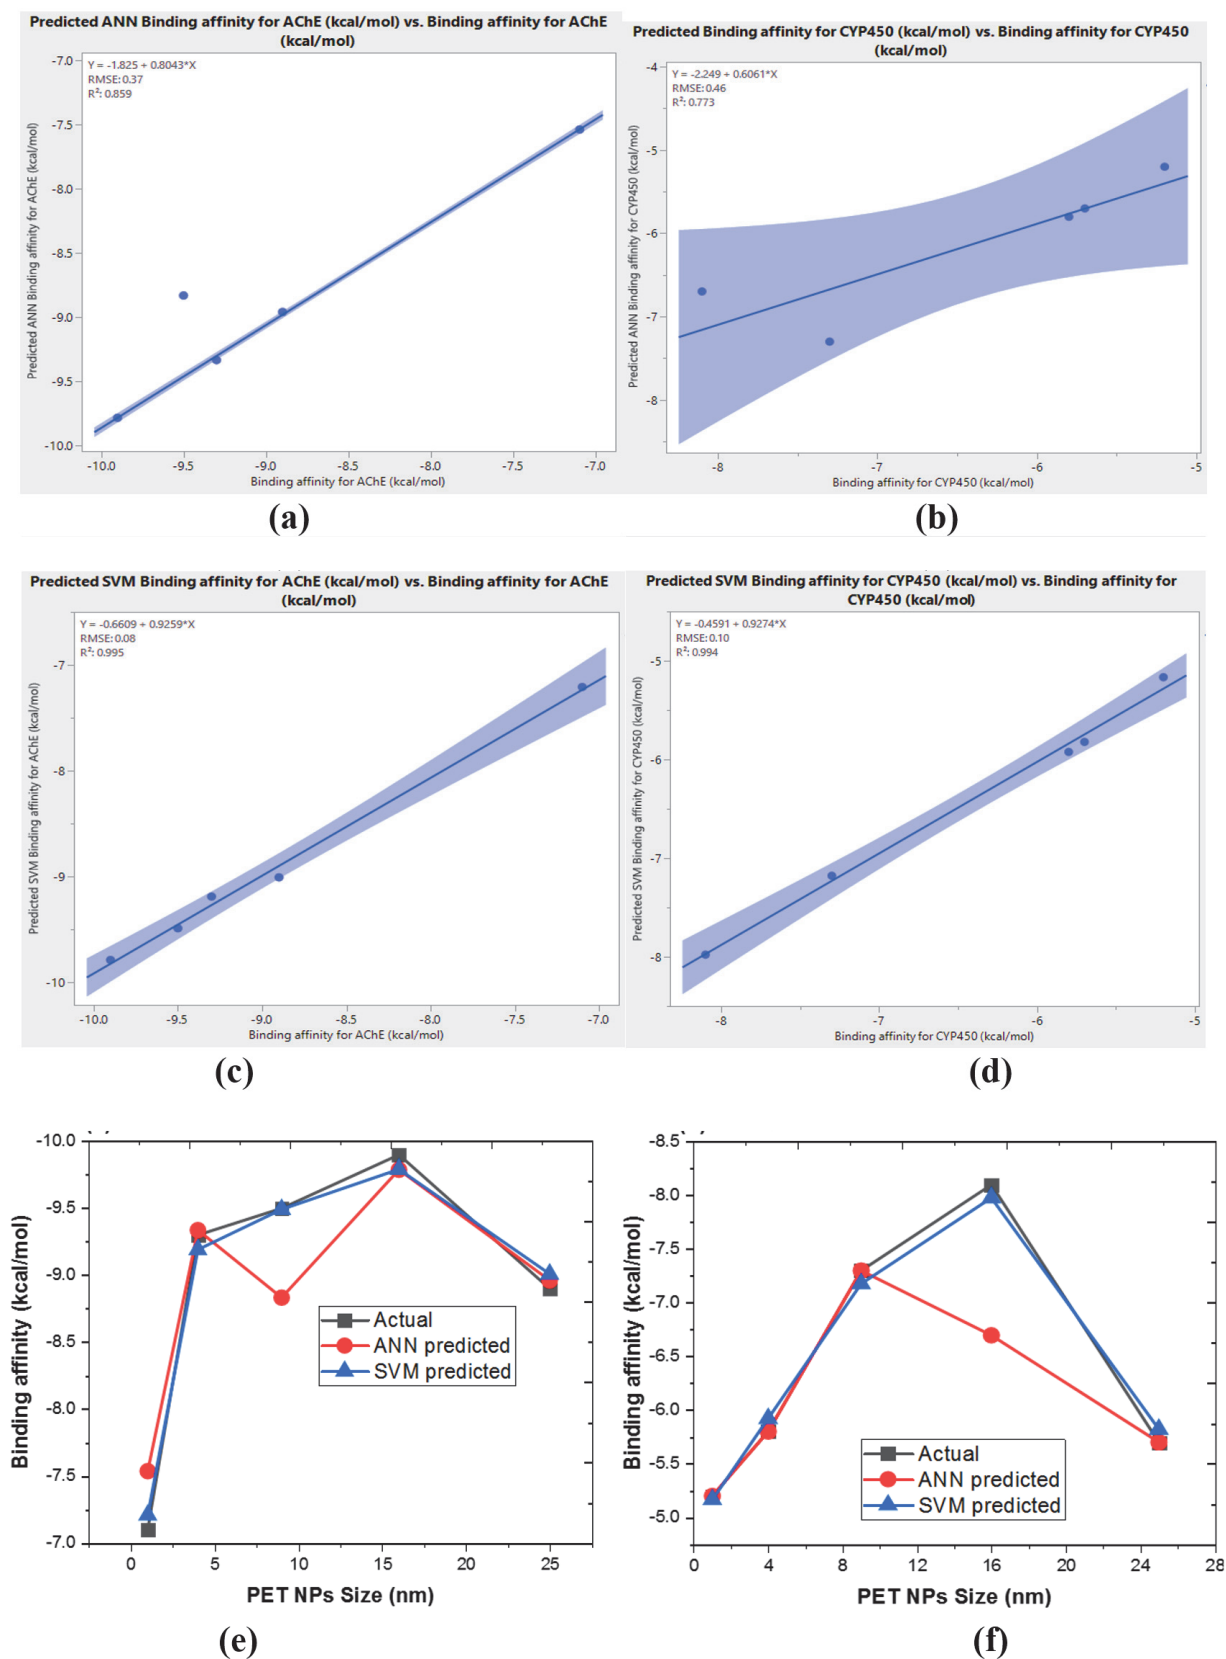 Predicted ANN Binding affinity for AChE (kcal/mol) vs. Binding affinity for AChE
(kcal/mol)
Y = -1.825 + 0.8043*X
RMSE: 0.37
R²: 0.859
Predicted ANN Binding affinity for AChE (kcal/mol)
-7.0
-7.5
-8.0
-8.5
-9.0
-9.5
-10.0
-10.0 -9.5 -9.0 -8.5 -8.0 -7.5 -7.0
Binding affinity for AChE (kcal/mol)
(a)
Predicted Binding affinity for CYP450 (kcal/mol) vs. Binding affinity for CYP450
(kcal/mol)
Y = -2.249 + 0.6061*X
RMSE: 0.46
R²: 0.773
Predicted ANN Binding affinity for CYP450 (kcal/mol)
-4
-5
-6
-7
-8
-8 -7 -6 -5
Binding affinity for CYP450 (kcal/mol)
(b)
Predicted SVM Binding affinity for AChE (kcal/mol) vs. Binding affinity for AChE
(kcal/mol)
Y = -0.6609 + 0.9259*X
RMSE: 0.08
R²: 0.995
Predicted SVM Binding affinity for AChE (kcal/mol)
-7
-8
-9
-10
-10.0 -9.5 -9.0 -8.5 -8.0 -7.5 -7.0
Binding affinity for AChE (kcal/mol)
(c)
Predicted SVM Binding affinity for CYP450 (kcal/mol) vs. Binding affinity for
CYP450 (kcal/mol)
Y = -0.4591 + 0.9274*X
RMSE: 0.10
R²: 0.994
Predicted SVM Binding affinity for CYP450 (kcal/mol)
-5
-6
-7
-8
-8 -7 -6 -5
Binding affinity for CYP450 (kcal/mol)
(d)
Binding affinity (kcal/mol)
-10.0
-9.5
-9.0
-8.5
-8.0
-7.5
-7.0
Actual
ANN predicted
SVM predicted
0 5 10 15 20 25
PET NPs Size (nm)
(e)
Binding affinity (kcal/mol)
-8.5
-8.0
-7.5
-7.0
-6.5
-6.0
-5.5
-5.0
Actual
ANN predicted
SVM predicted
0 4 8 12 16 20 24 28
PET NPs Size (nm)
(f)